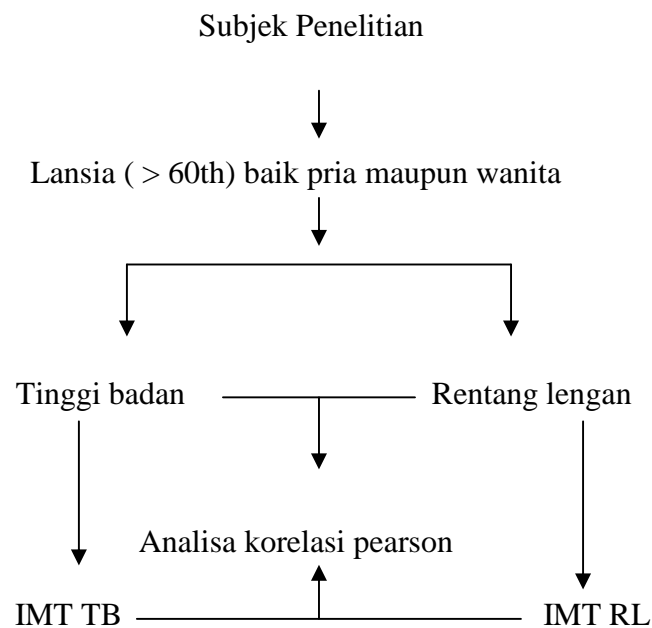 Subjek Penelitian
Lansia ( > 60th) baik pria maupun wanita
Tinggi badan
Rentang lengan
Analisa korelasi pearson
IMT TB
IMT RL